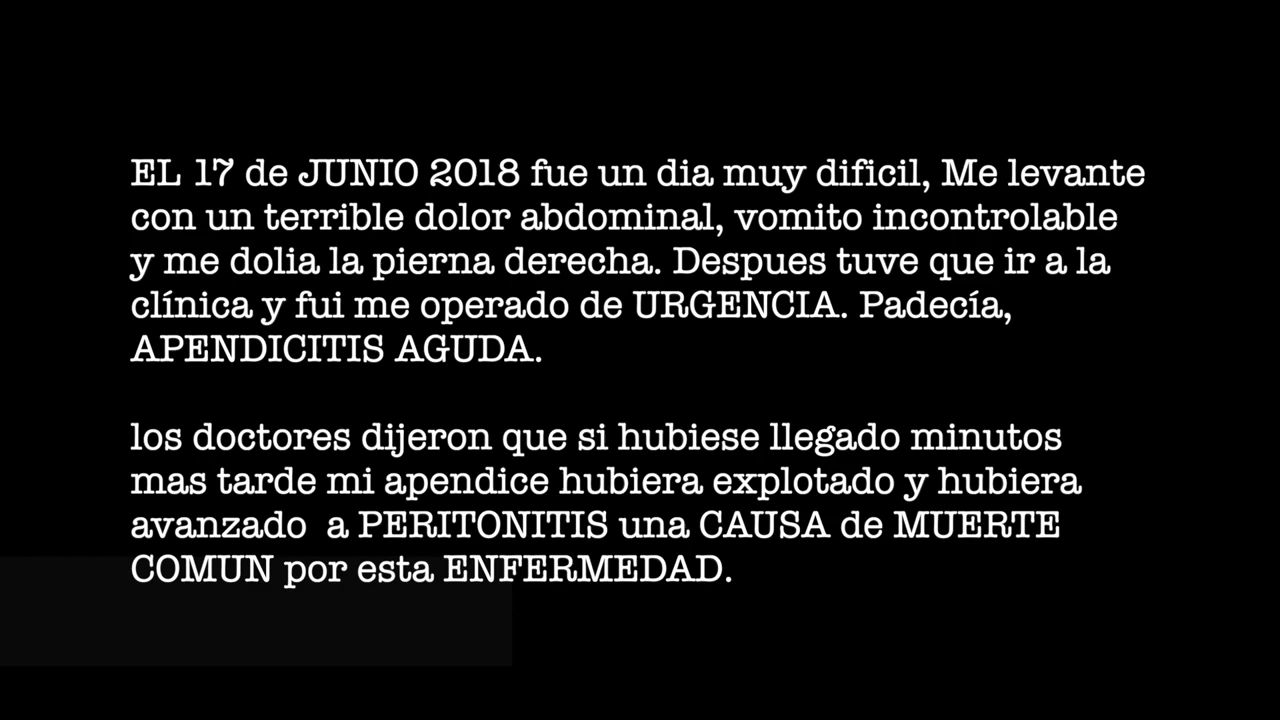 EL 17 de JUNIO 2018 fue un dia muy dificil, Me levante
con un terrible dolor abdominal, vomito incontrolable
y me dolia la pierna derecha. Despues tuve que ir a la
clínica y fui me operado de URGENCIA. Padecía,
APENDICITIS AGUDA.
los doctores dijeron que si hubiese llegado minutos
mas tarde mi apendice hubiera explotado y hubiera
avanzado  a PERITONITIS una CAUSA de MUERTE
COMUN por esta ENFERMEDAD.